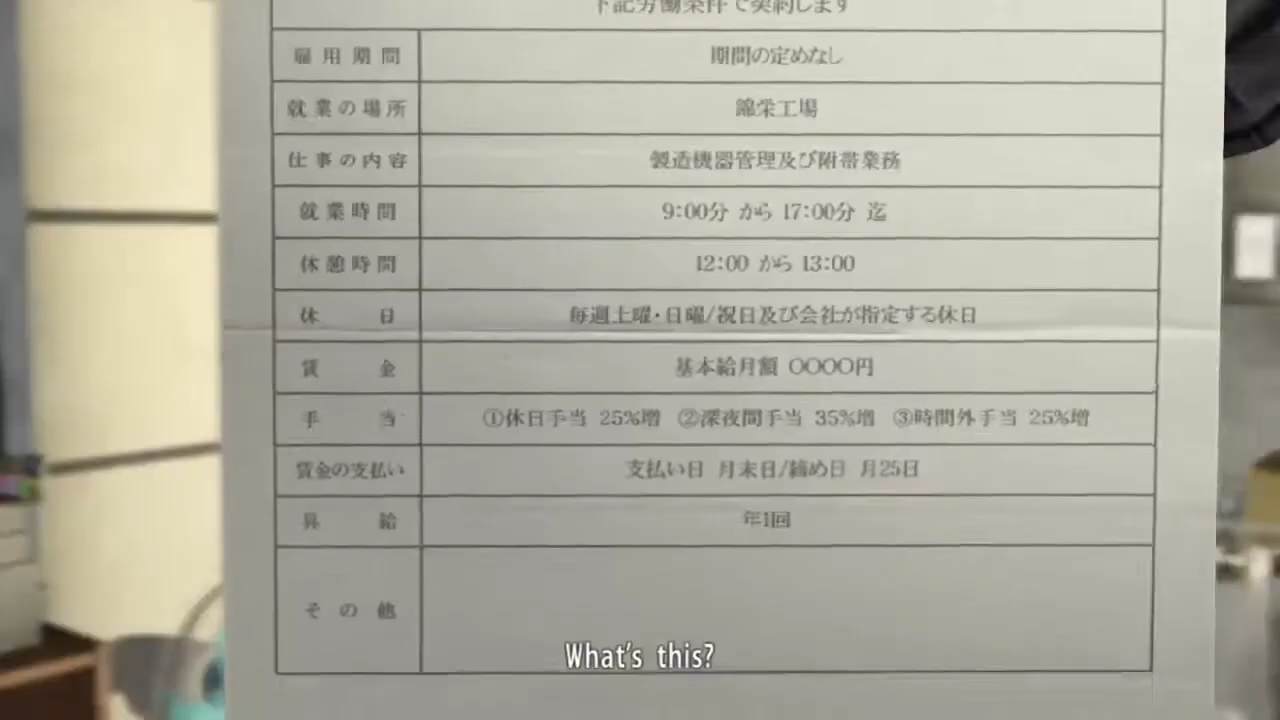 下記労働条件で契約します
雇用期間 期間の定めなし
就業の場所 錦栄工場
仕事の内容 製造機器管理及び附帯業務
就業時間 9:00分 から 17:00分 迄
休憩時間 12:00 から 13:00
休日 毎週土曜・日曜/祝日及び会社が指定する休日
賃金 基本給月額 〇〇〇〇円
手当 ①休日手当 25%増 ②深夜間手当 35%増 ③時間外手当 25%増
賃金の支払い 支払い日 月末日/締め日 月25日
昇給 年1回
その他
What's this?